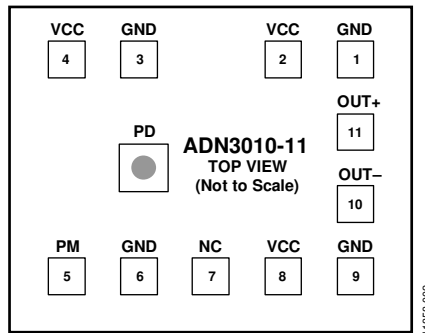 VCC GND VCC GND
4 3 2 1
OUT+
11
PD
ADN3010-11
TOP VIEW
(Not to Scale)
OUT–
10
PM GND NC VCC GND
5 6 7 8 9